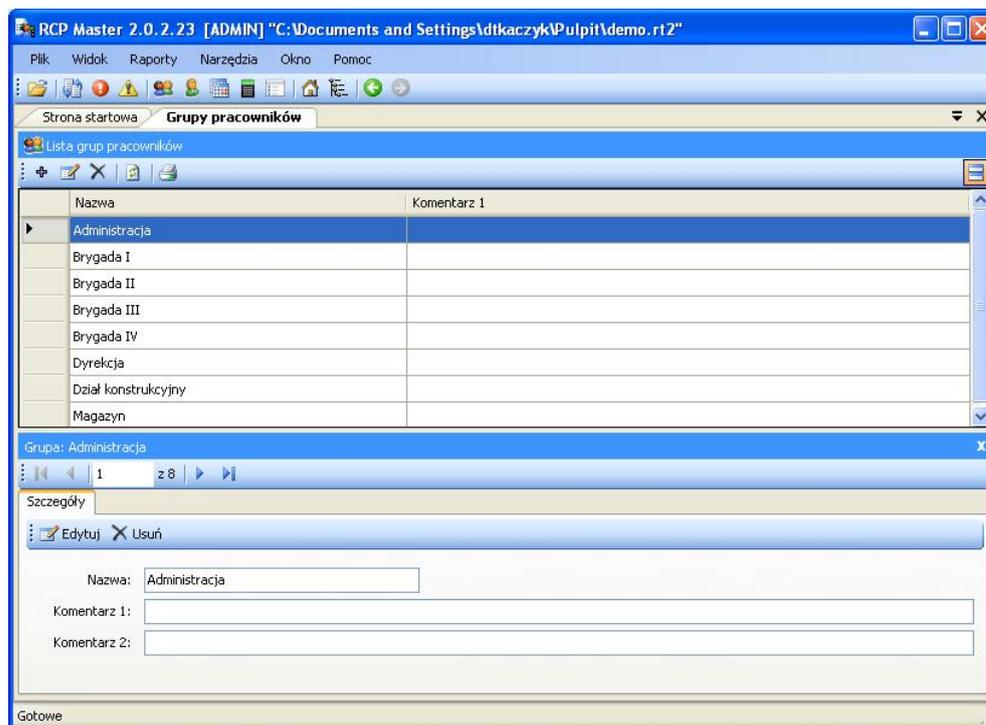 RCP Master 2.0.2.23 [ADMIN] "C:\Documents and Settings\dtkaczyk\Pulpit\demo.rt2"
Plik Widok Raporty Narzędzia Okno Pomoc
Strona startowa Grupy pracowników
Lista grup pracowników
Nazwa Komentarz 1
Administracja
Brygada I
Brygada II
Brygada III
Brygada IV
Dyrekcja
Dział konstrukcyjny
Magazyn
Grupa: Administracja
1 z 8
Szczegóły
Edytuj Usuń
Nazwa: Administracja
Komentarz 1:
Komentarz 2:
Gotowe